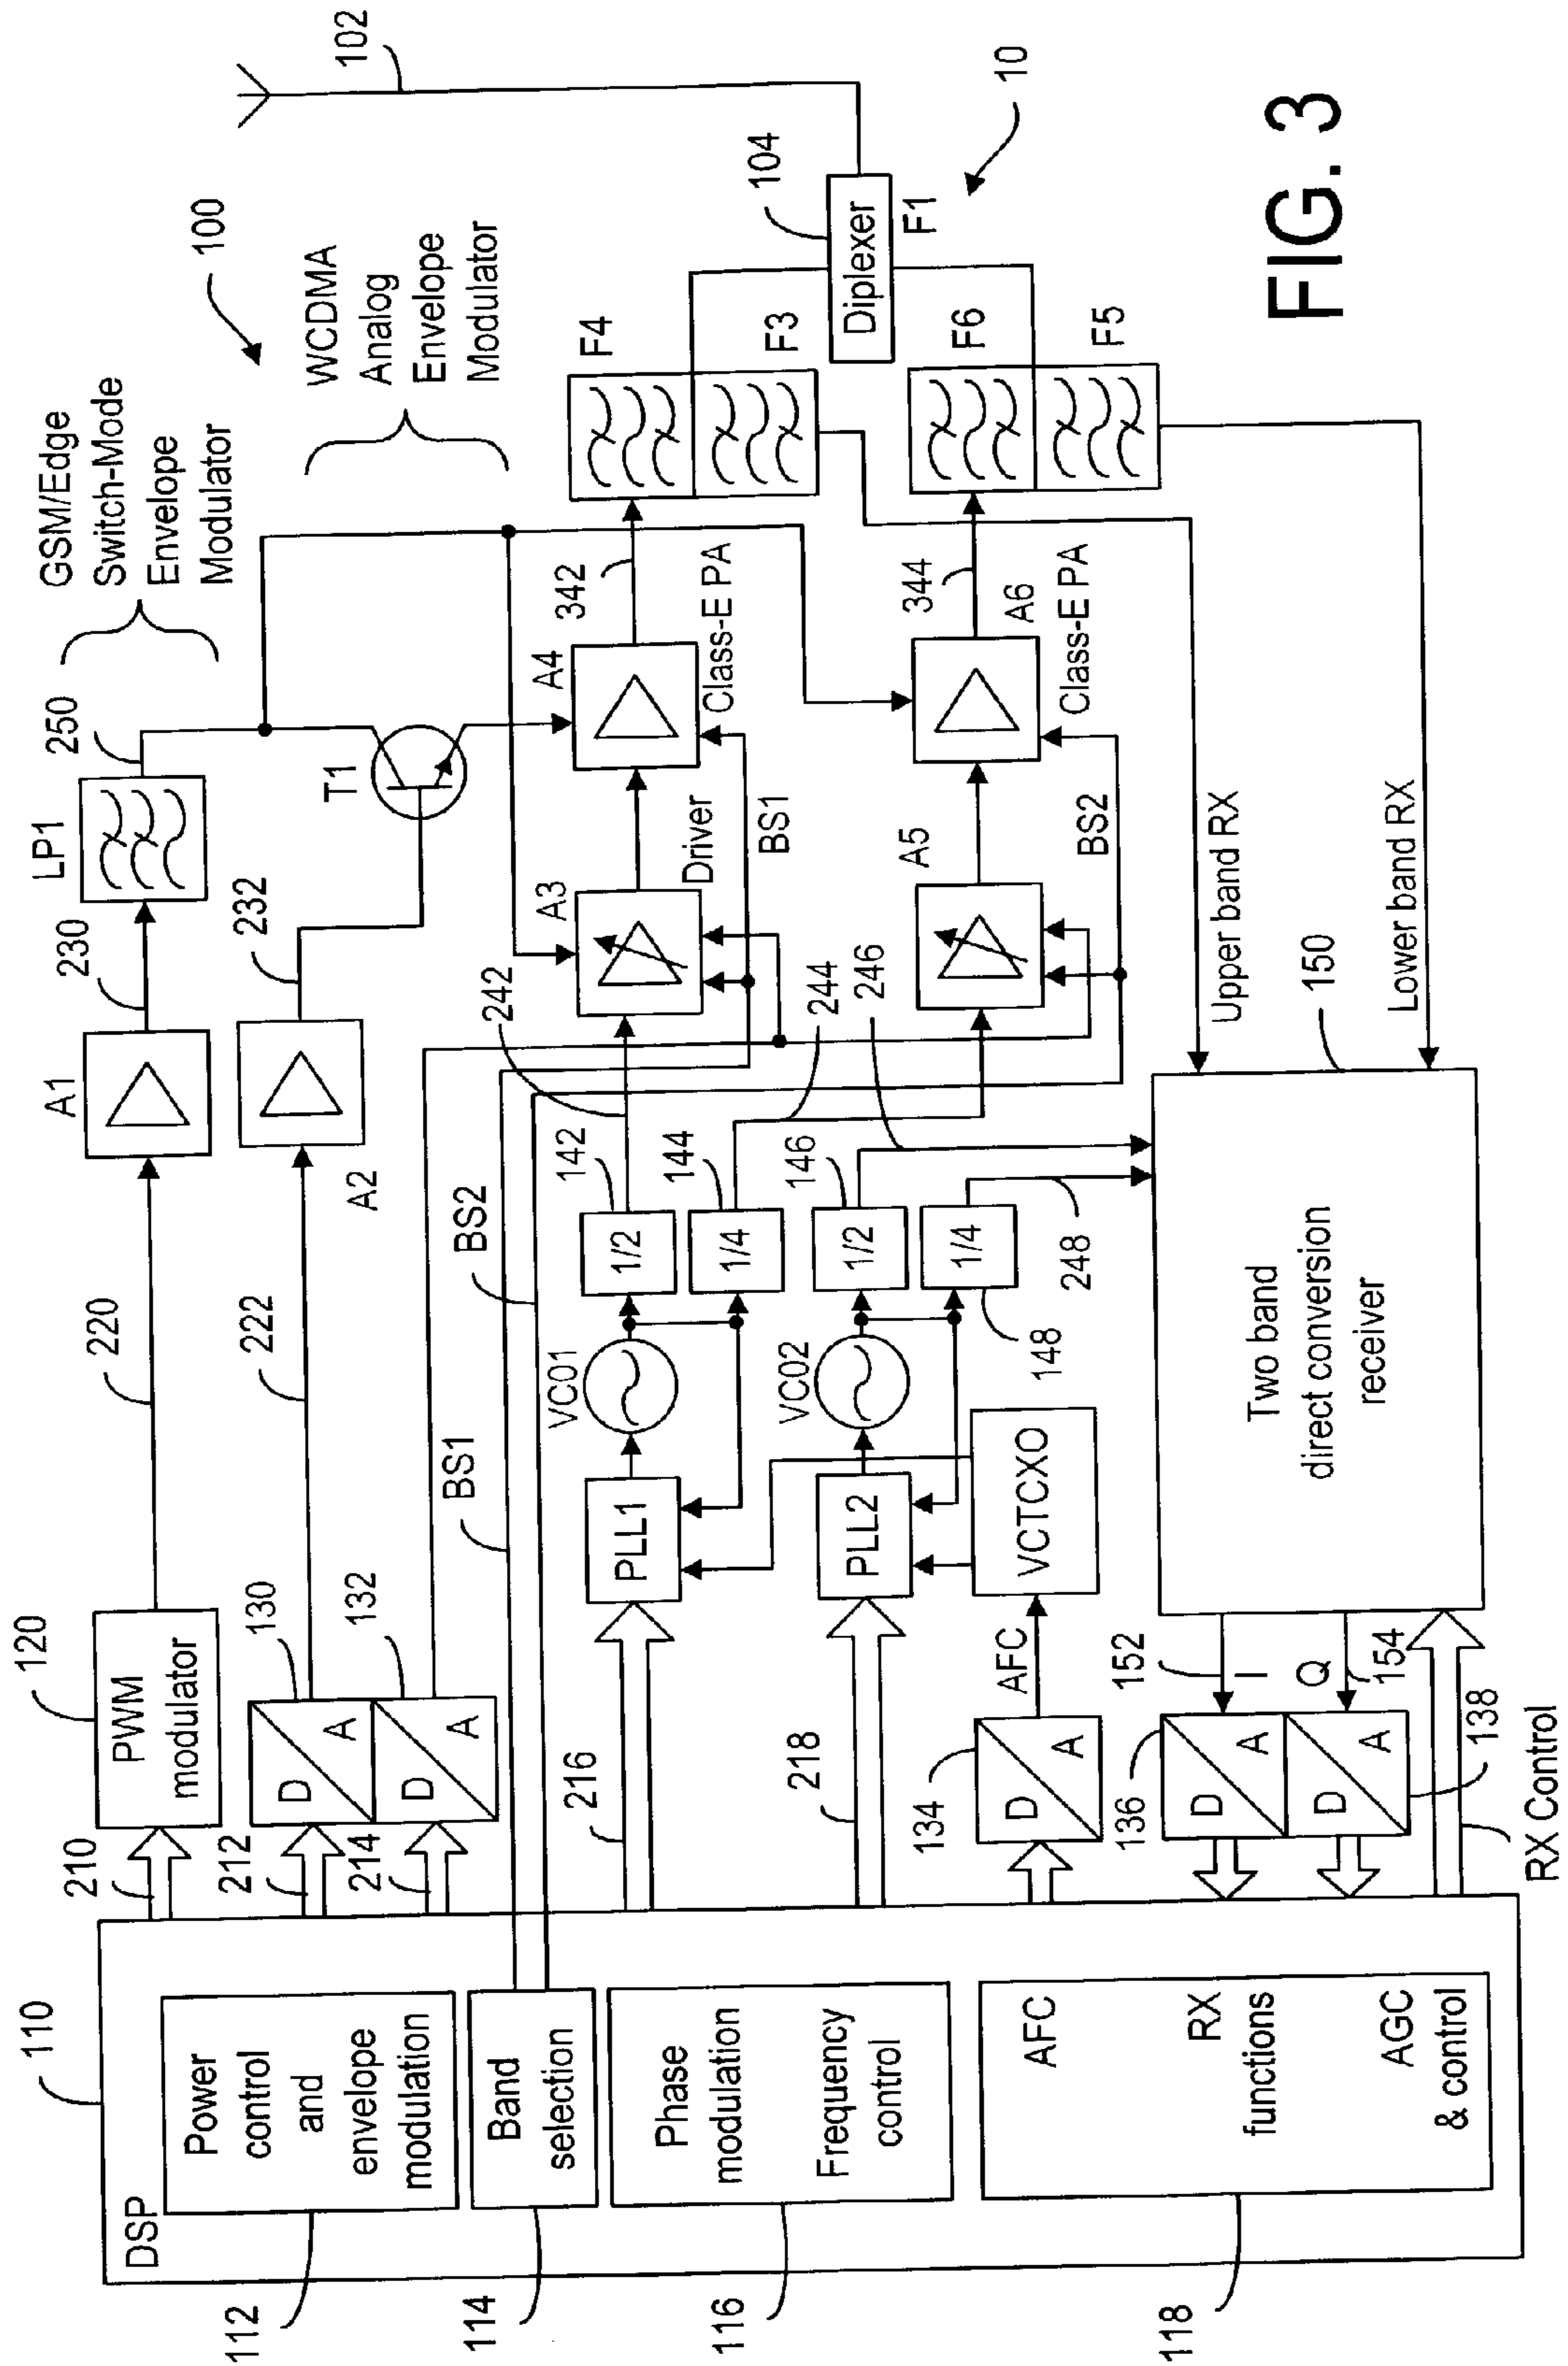 110
DSP
Power
control
and
envelope
modulation
112
Band
selection
114
Phase
modulation
Frequency
control
116
AFC
RX
functions
AGC
& control
118
210
212
214
216
218
120
PWM
modulator
130
D
A
132
D
A
134
D
A
AFC
136
D
A
D
A
138
152
I
Q
154
RX Control
220
222
BS1
BS2
PLL1
PLL2
VCTCXO
VC01
VC02
1/2
142
1/4
144
1/2
146
1/4
148
242
244
246
248
Two band
direct conversion
receiver
150
Upper band RX
Lower band RX
A1
A2
230
232
LP1
250
T1
GSM/Edge
Switch-Mode
Envelope
Modulator
WCDMA
Analog
Envelope
Modulator
100
A3
Driver
BS1
A4
Class-E PA
342
A5
BS2
A6
Class-E PA
344
F4
F3
F6
F5
Diplexer
F1
104
102
10
FIG. 3